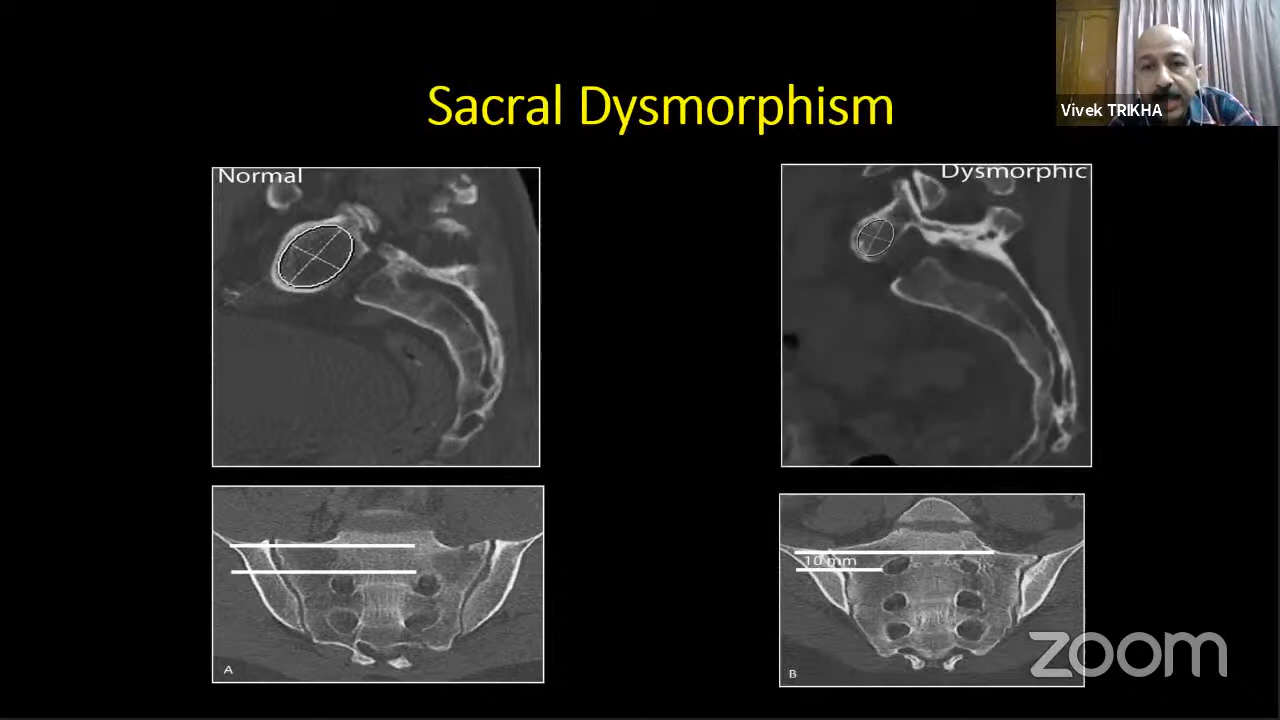 Vivek TRIKHA
Sacral Dysmorphism
Normal
Dysmorphic
10 mm
A
B
zoom